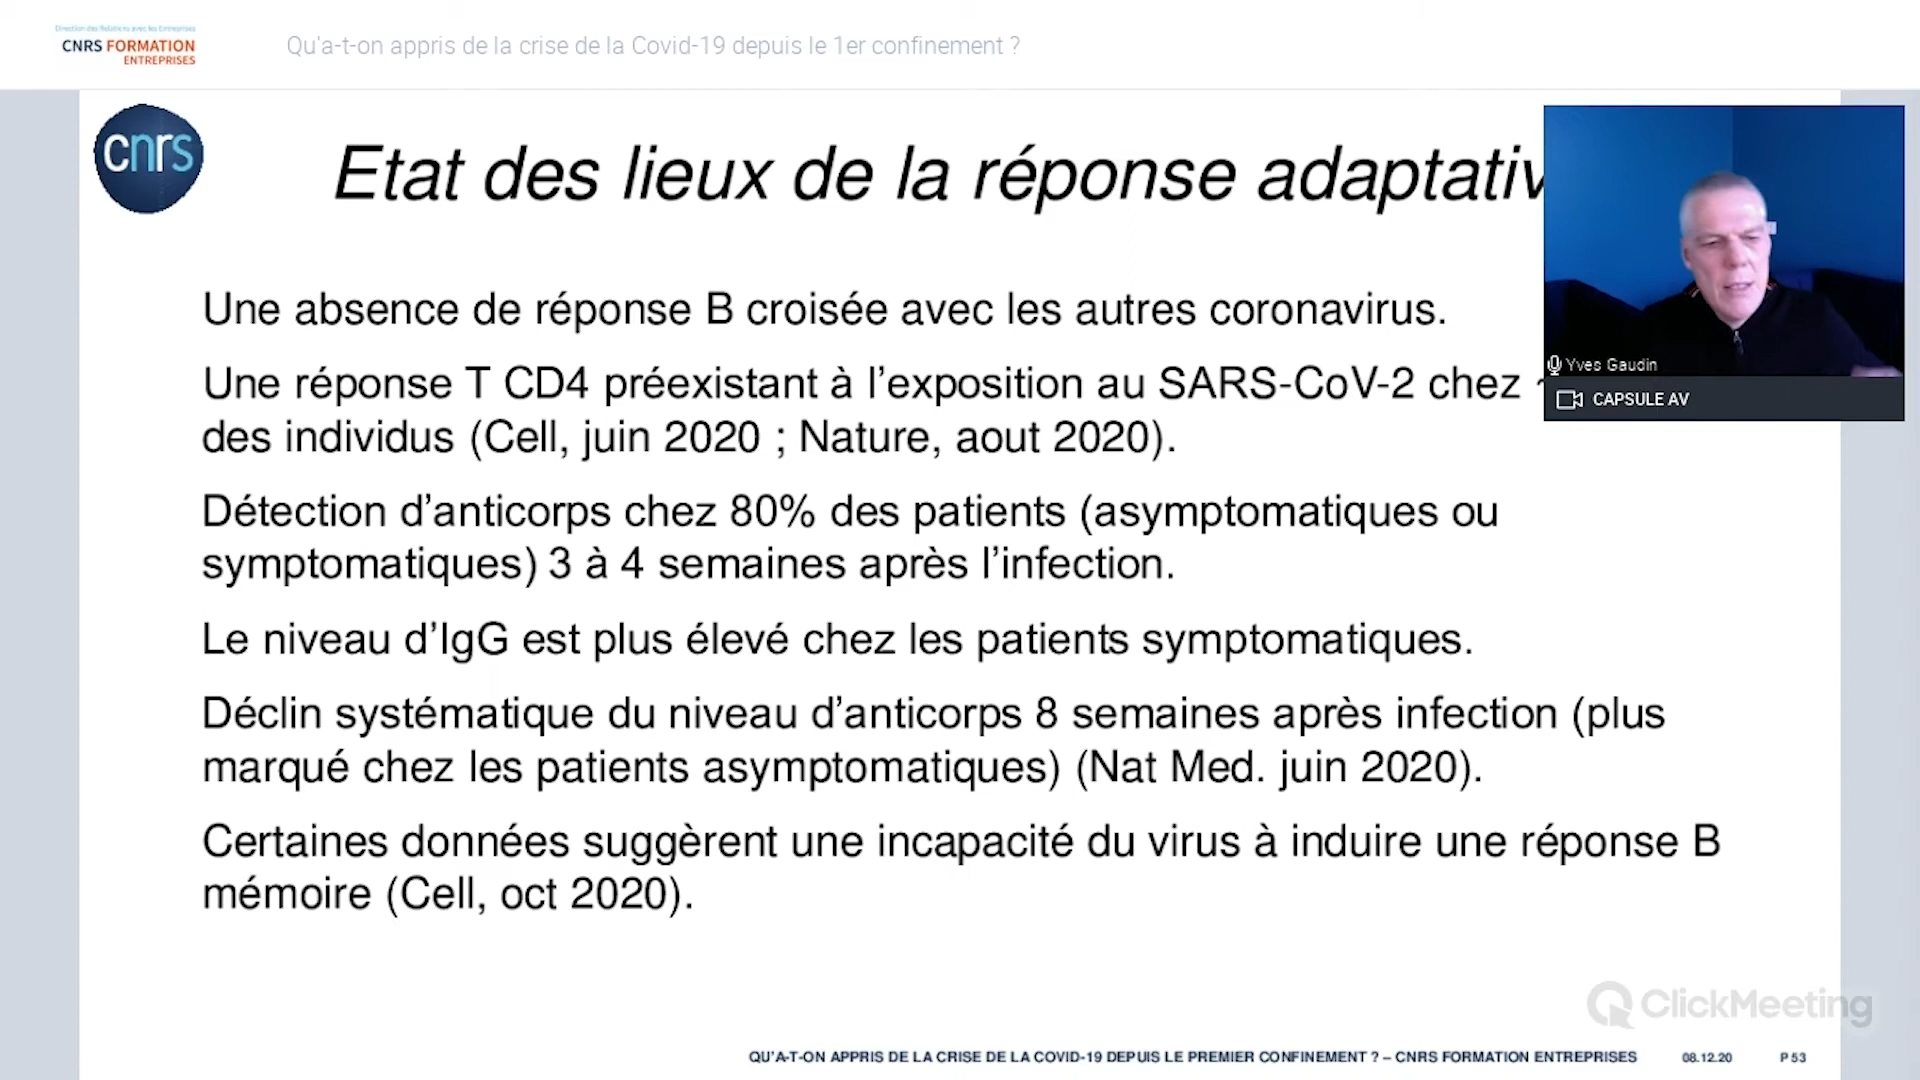 Direction des Relations avec les Entreprises
CNRS FORMATION
ENTREPRISES
Qu'a-t-on appris de la crise de la Covid-19 depuis le 1er confinement ?
cnrs
Etat des lieux de la réponse
Une absence de réponse B croisée avec les autres coronavirus.
Une réponse T CD4 préexistant à l’exposition au SARS-CoV-2 chez
des individus (Cell, juin 2020 ; Nature, aout 2020).
Détection d’anticorps chez 80% des patients (asymptomatiques ou
symptomatiques) 3 à 4 semaines après l’infection.
Le niveau d’IgG est plus élevé chez les patients symptomatiques.
Déclin systématique du niveau d’anticorps 8 semaines après infection (plus
marqué chez les patients asymptomatiques) (Nat Med. juin 2020).
Certaines données suggèrent une incapacité du virus à induire une réponse B
mémoire (Cell, oct 2020).
Yves Gaudin
CAPSULE AV
ClickMeeting
QU’A-T-ON APPRIS DE LA CRISE DE LA COVID-19 DEPUIS LE PREMIER CONFINEMENT ? – CNRS FORMATION ENTREPRISES 08.12.20 P 53